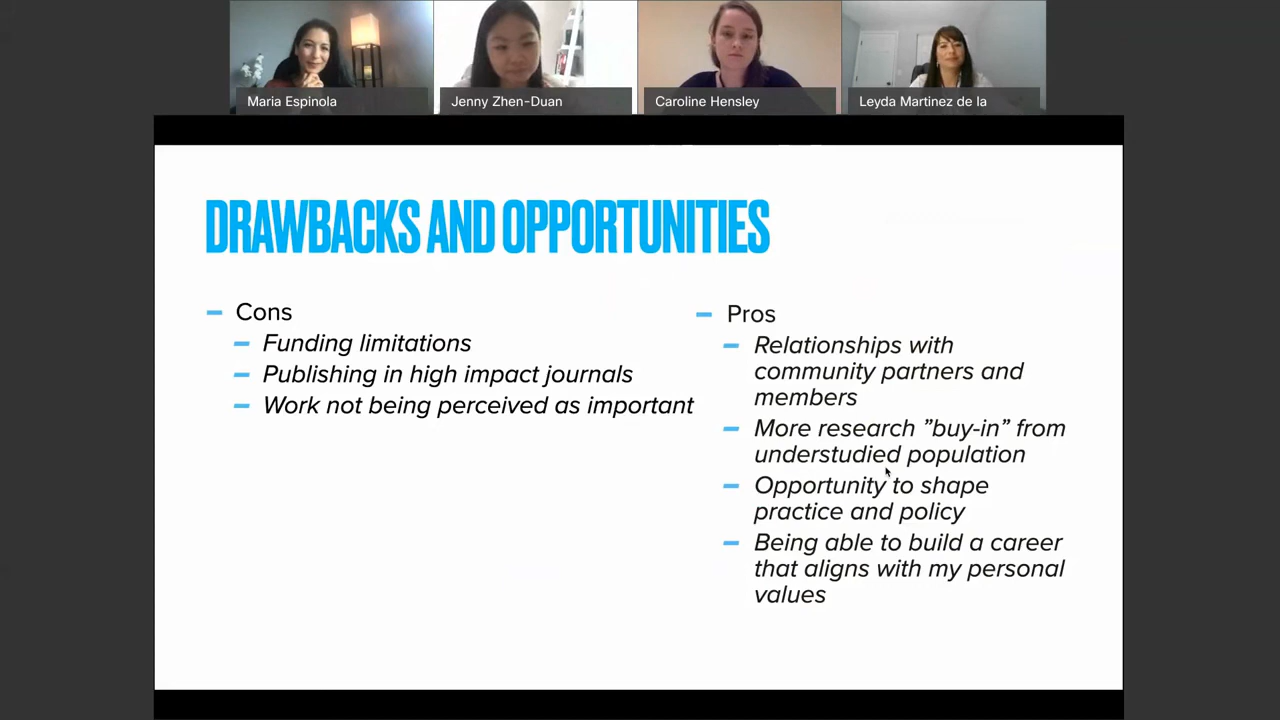 Maria Espinola
Jenny Zhen-Duan
Caroline Hensley
Leyda Martinez de la
DRAWBACKS AND OPPORTUNITIES
Cons
Funding limitations
Publishing in high impact journals
Work not being perceived as important
Pros
Relationships with
community partners and
members
More research ”buy-in” from
understudied population
Opportunity to shape
practice and policy
Being able to build a career
that aligns with my personal
values